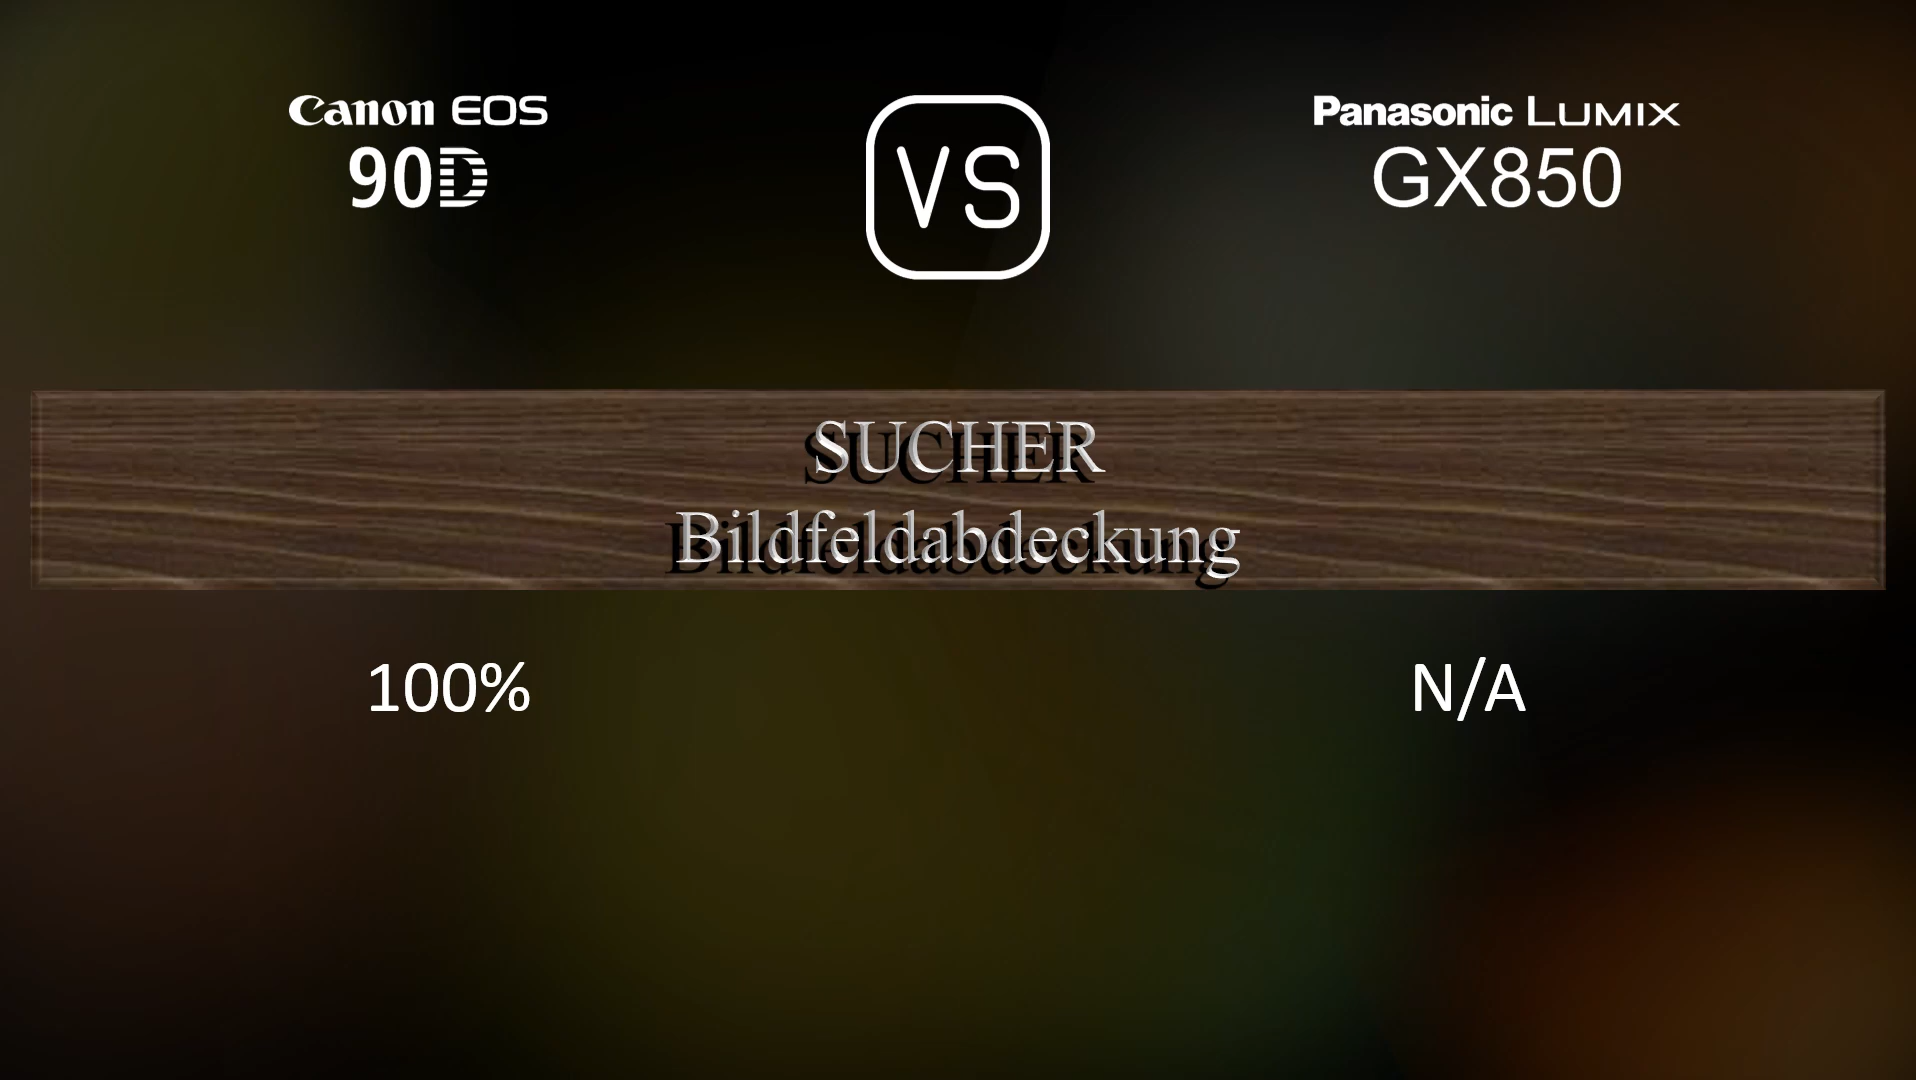 Canon EOS
90D
VS
Panasonic LUMIX
GX850
SUCHER
Bildfeldabdeckung
100%
N/A